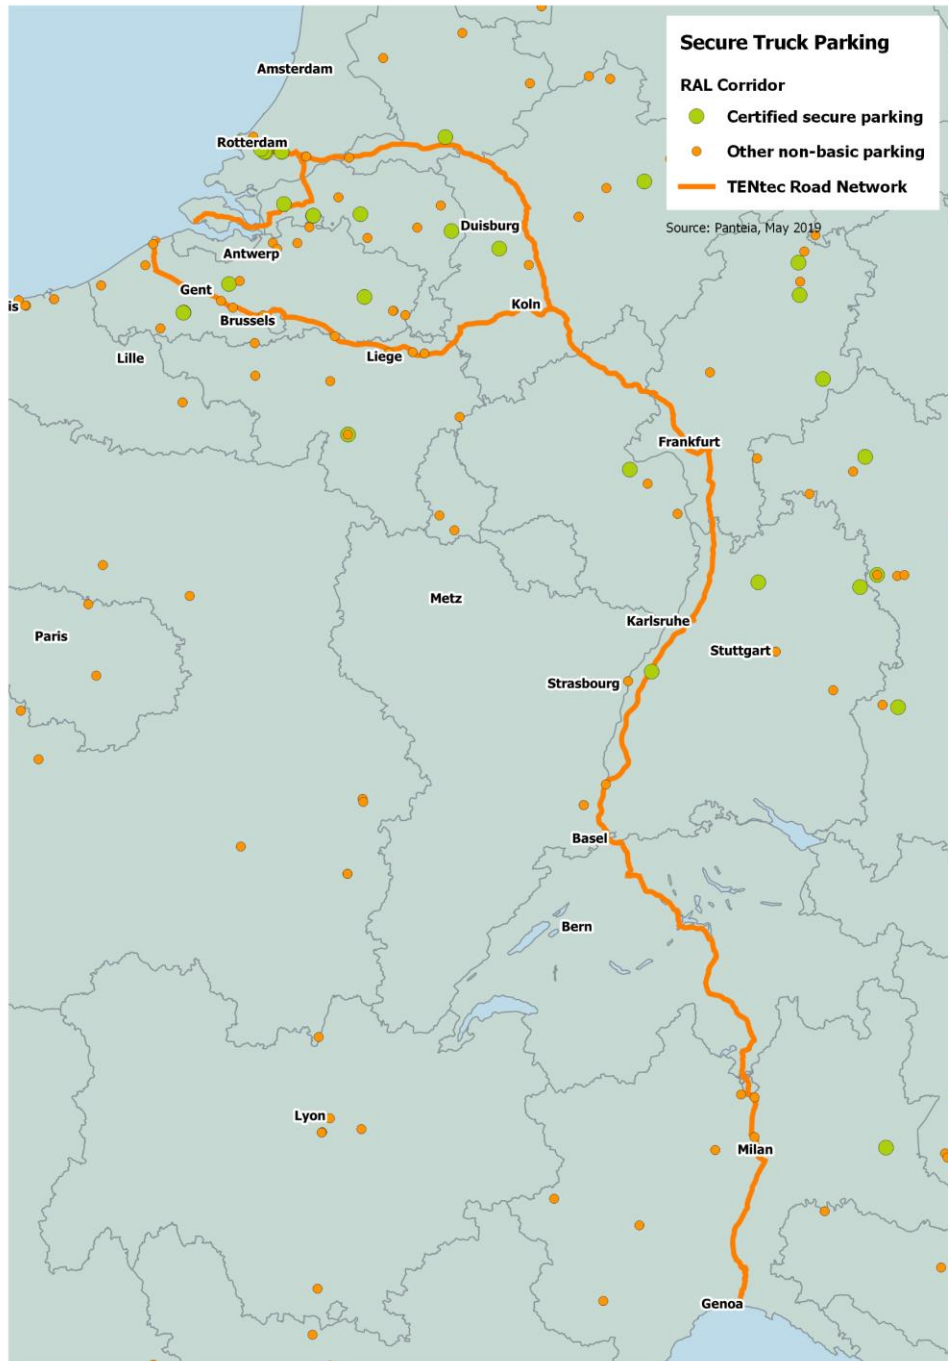 Secure Truck Parking
RAL Corridor
Certified secure parking
Other non-basic parking
TENtec Road Network
Source: Panteia, May 2019
Amsterdam
Rotterdam
Duisburg
Antwerp
Gent
Koln
is
Brussels
Lille
Liege
Frankfurt
Metz
Karlsruhe
Paris
Stuttgart
Strasbourg
Basel
Bern
Lyon
Milan
Genoa